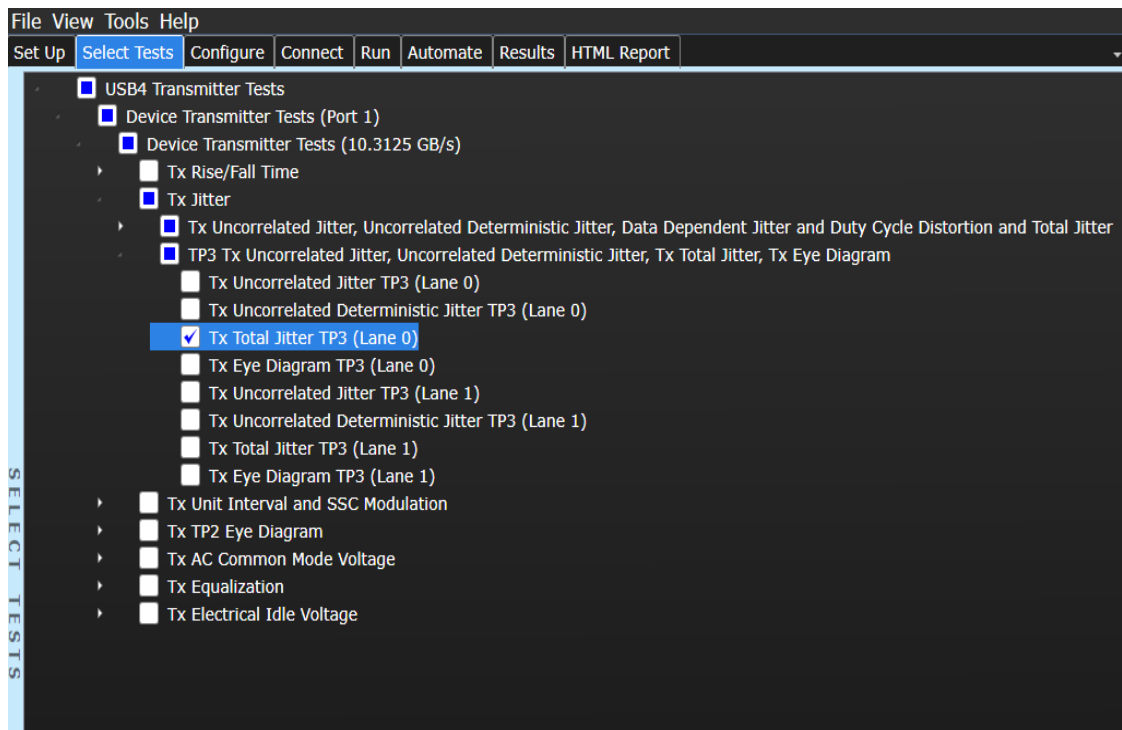 File View Tools Help
Set Up Select Tests Configure Connect Run Automate Results HTML Report
USB4 Transmitter Tests
Device Transmitter Tests (Port 1)
Device Transmitter Tests (10.3125 GB/s)
Tx Rise/Fall Time
Tx Jitter
Tx Uncorrelated Jitter, Uncorrelated Deterministic Jitter, Data Dependent Jitter and Duty Cycle Distortion and Total Jitter
TP3 Tx Uncorrelated Jitter, Uncorrelated Deterministic Jitter, Tx Total Jitter, Tx Eye Diagram
Tx Uncorrelated Jitter TP3 (Lane 0)
Tx Uncorrelated Deterministic Jitter TP3 (Lane 0)
Tx Total Jitter TP3 (Lane 0)
Tx Eye Diagram TP3 (Lane 0)
Tx Uncorrelated Jitter TP3 (Lane 1)
Tx Uncorrelated Deterministic Jitter TP3 (Lane 1)
Tx Total Jitter TP3 (Lane 1)
Tx Eye Diagram TP3 (Lane 1)
Tx Unit Interval and SSC Modulation
Tx TP2 Eye Diagram
Tx AC Common Mode Voltage
Tx Equalization
Tx Electrical Idle Voltage
SELECT TESTS